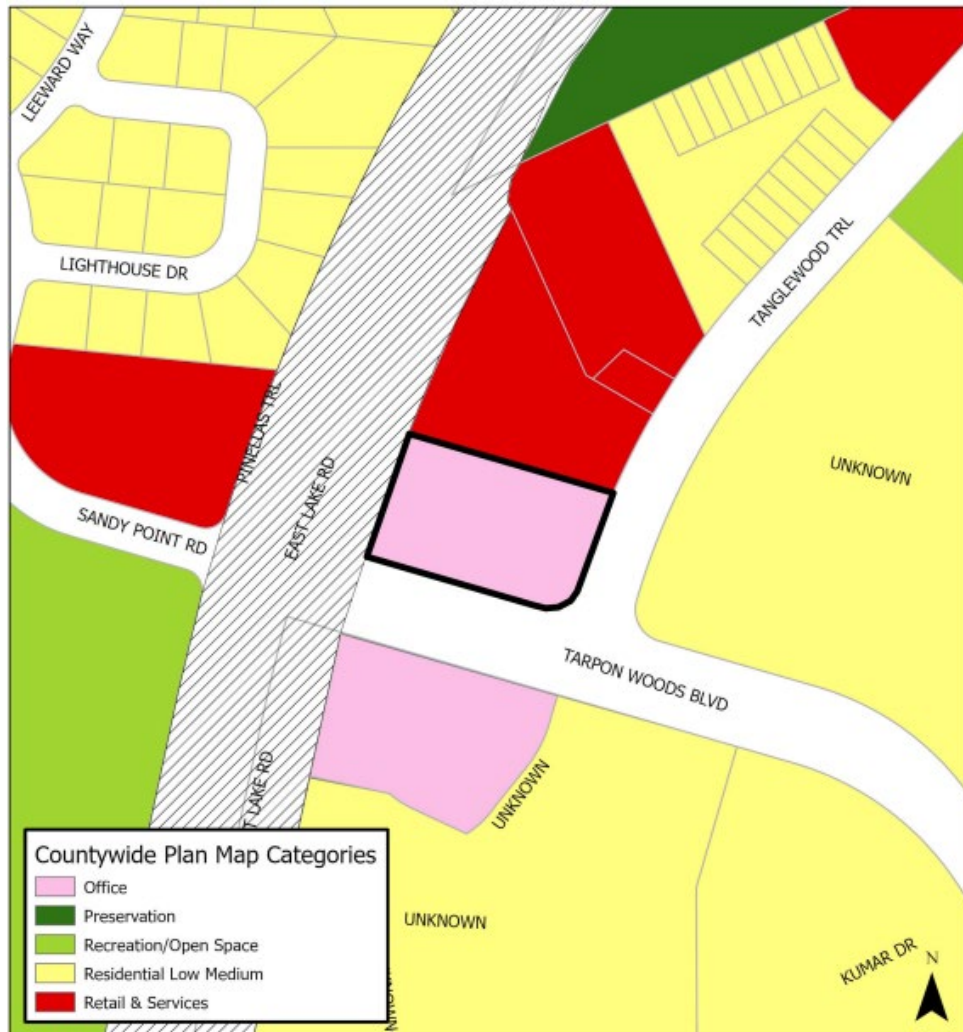 LEEWARD WAY
LIGHTHOUSE DR
TANGLEWOOD TRL
PINELLAS TRL
EAST LAKE RD
UNKNOWN
SANDY POINT RD
TARPON WOODS BLVD
UNKNOWN
LAKE RD
UNKNOWN
KUMAR DR
N
Countywide Plan Map Categories
Office
Preservation
Recreation/Open Space
Residential Low Medium
Retail & Services